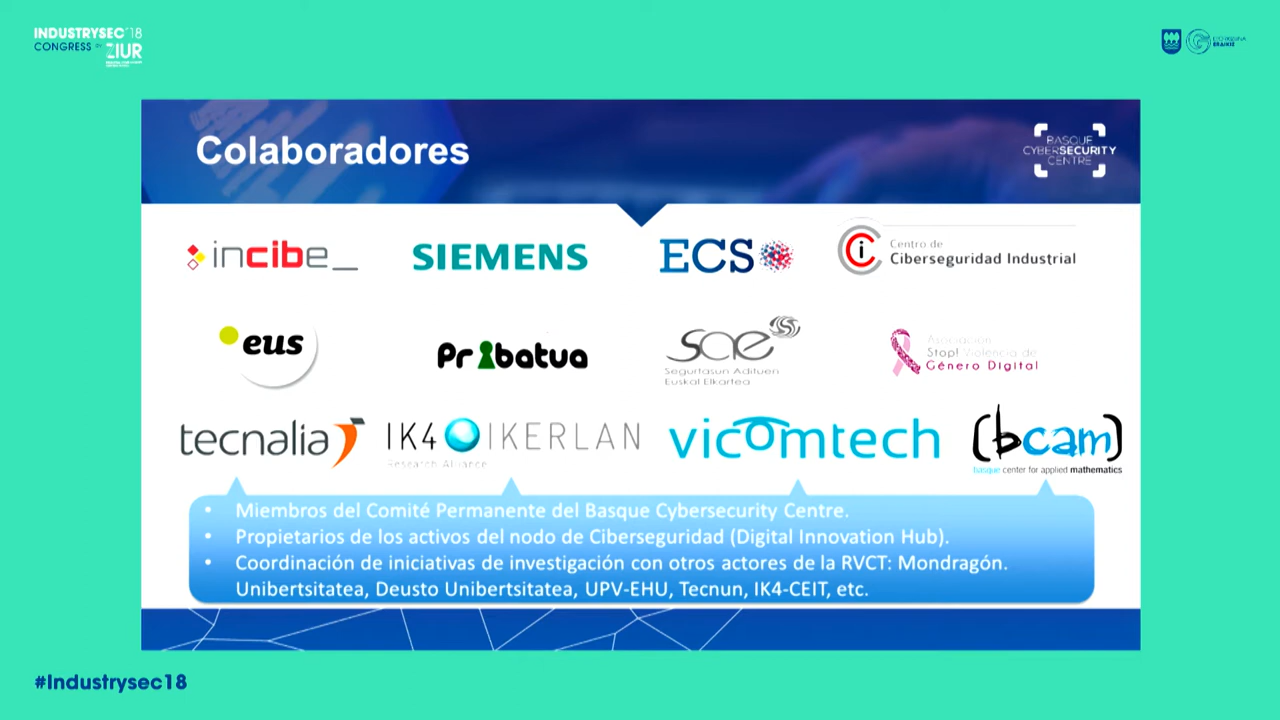 INDUSTRYSEC'18
CONGRESS BY ZIUR
Colaboradores
BASQUE
CYBERSECURITY
CENTRE
incibe_
SIEMENS
ECS
Centro de
Ciberseguridad Industrial
.eus
Pribatua
sae
Segurtasun Adituen
Euskal Elkartea
Asociación
Stop! Violencia de
Género Digital
tecnalia
IK4 IKERLAN
Research Alliance
vicomtech
(bcam)
basque center for applied mathematics
• Miembros del Comité Permanente del Basque Cybersecurity Centre.
• Propietarios de los activos del nodo de Ciberseguridad (Digital Innovation Hub).
• Coordinación de iniciativas de investigación con otros actores de la RVCT: Mondragón.
Unibertsitatea, Deusto Unibertsitatea, UPV-EHU, Tecnun, IK4-CEIT, etc.
#Industrysec18